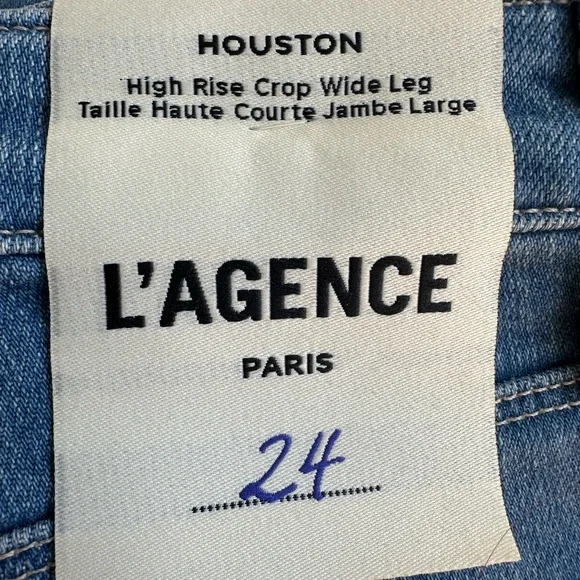 HOUSTON
High Rise Crop Wide Leg
Taille Haute Courte Jambe Large
L'AGENCE
PARIS
24